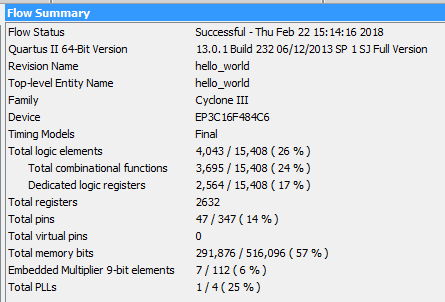 Flow Summary
Flow Status Successful - Thu Feb 22 15:14:16 2018
Quartus II 64-Bit Version 13.0.1 Build 232 06/12/2013 SP 1 SJ Full Version
Revision Name hello_world
Top-level Entity Name hello_world
Family Cyclone III
Device EP3C16F484C6
Timing Models Final
Total logic elements 4,043 / 15,408 ( 26 % )
Total combinational functions 3,695 / 15,408 ( 24 % )
Dedicated logic registers 2,564 / 15,408 ( 17 % )
Total registers 2632
Total pins 47 / 347 ( 14 % )
Total virtual pins 0
Total memory bits 291,876 / 516,096 ( 57 % )
Embedded Multiplier 9-bit elements 7 / 112 ( 6 % )
Total PLLs 1 / 4 ( 25 % )